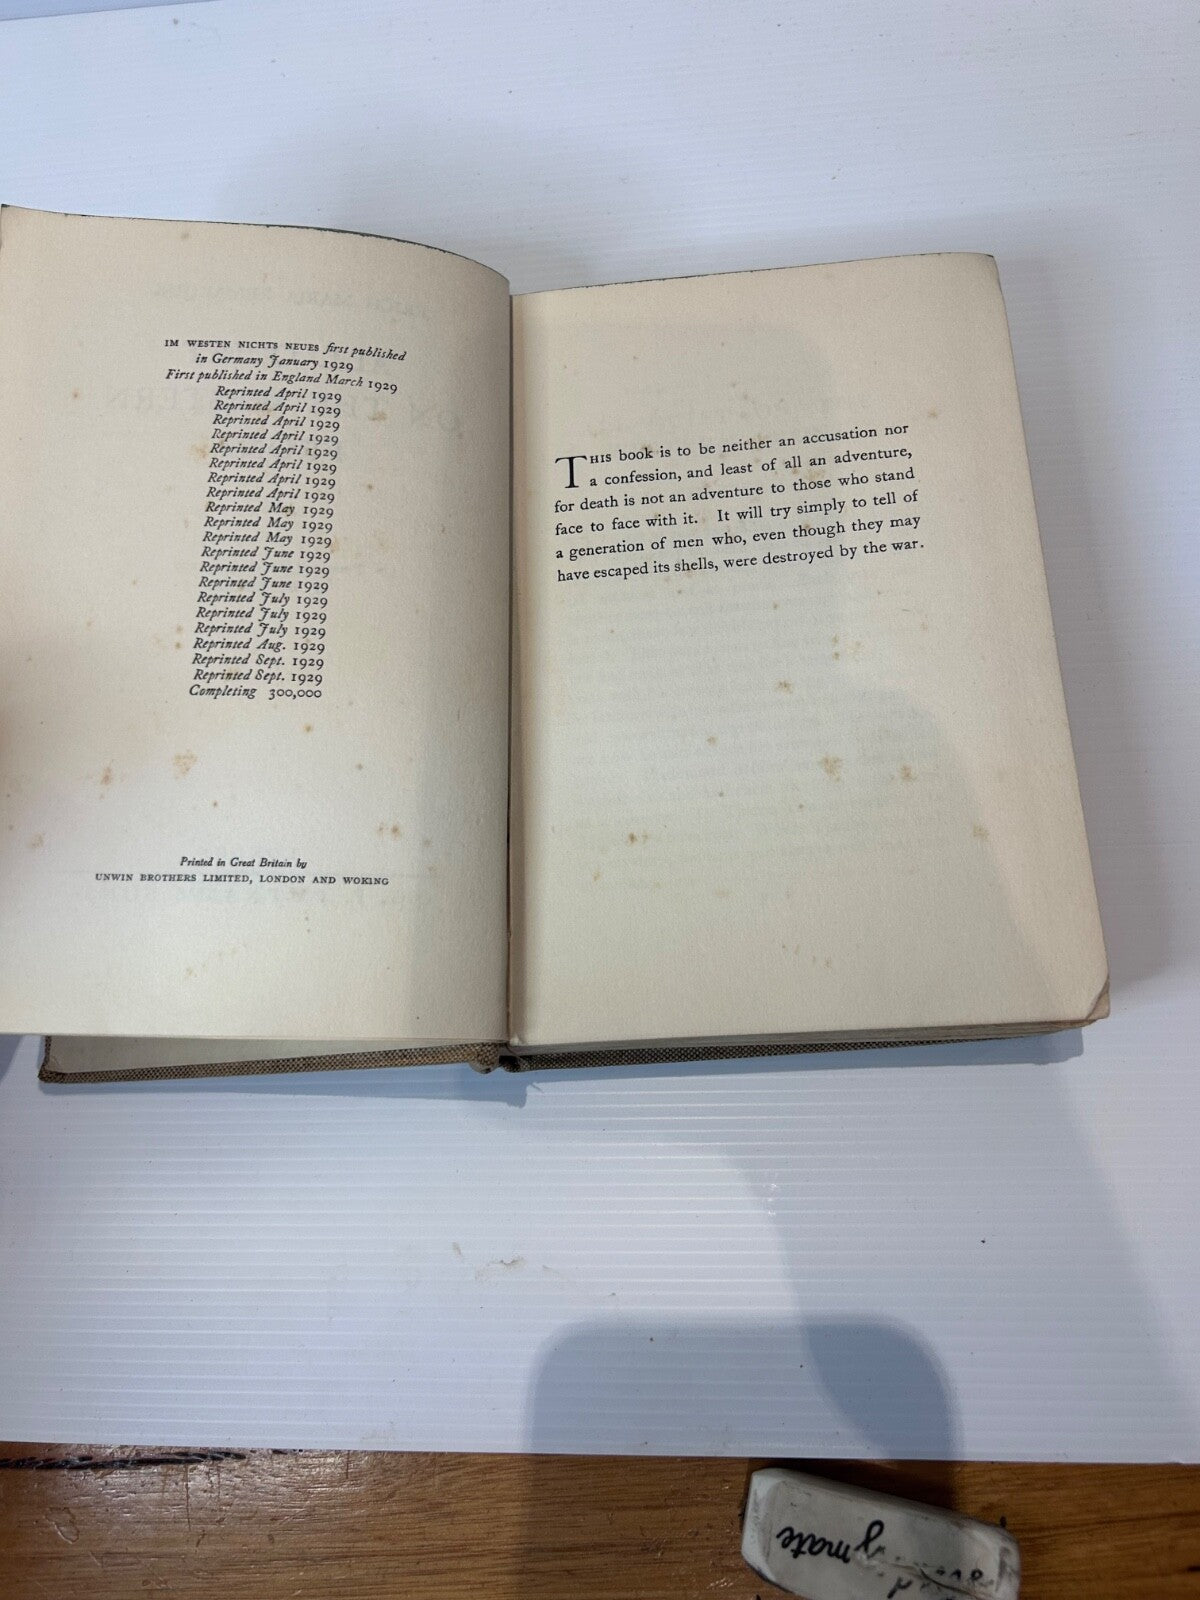 IM WESTEN NICHTS NEUES first published
in Germany January 1929
First published in England March 1929
Reprinted April 1929
Reprinted April 1929
Reprinted April 1929
Reprinted April 1929
Reprinted April 1929
Reprinted April 1929
Reprinted April 1929
Reprinted April 1929
Reprinted May 1929
Reprinted May 1929
Reprinted May 1929
Reprinted June 1929
Reprinted June 1929
Reprinted June 1929
Reprinted July 1929
Reprinted July 1929
Reprinted July 1929
Reprinted Aug. 1929
Reprinted Sept. 1929
Reprinted Sept. 1929
Completing 300,000
Printed in Great Britain by
UNWIN BROTHERS LIMITED, LONDON AND WOKING
THIS book is to be neither an accusation nor
a confession, and least of all an adventure,
for death is not an adventure to those who stand
face to face with it. It will try simply to tell of
a generation of men who, even though they may
have escaped its shells, were destroyed by the war.
mate